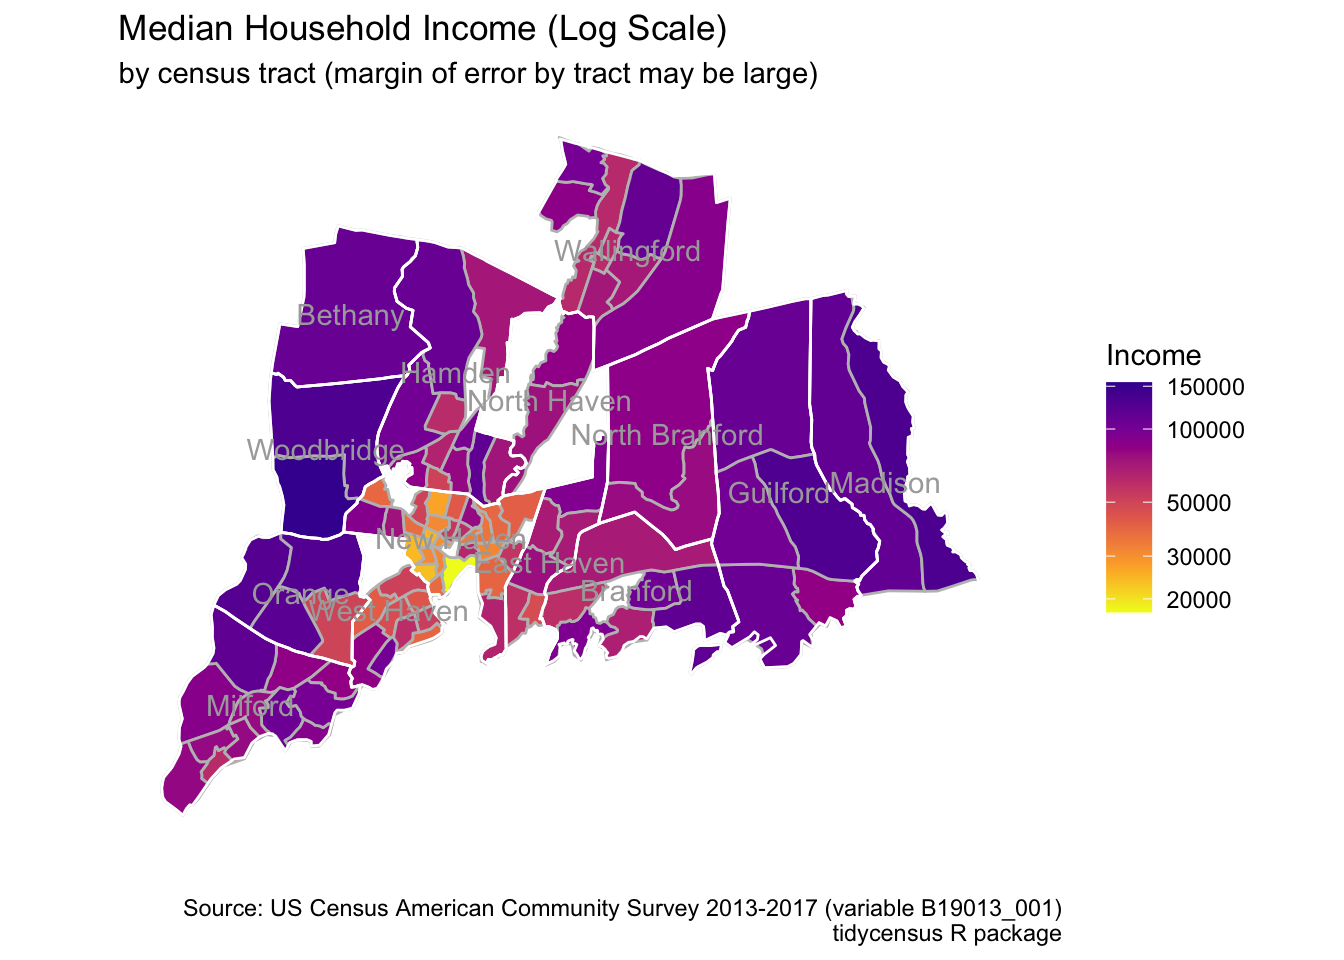 Median Household Income (Log Scale)
by census tract (margin of error by tract may be large)
Wallingford
Bethany
Hamden
North Haven
North Branford
Woodbridge
Guilford
Madison
New Haven
East Haven
Branford
Orange
West Haven
Milford
Income
150000
100000
50000
30000
20000
Source: US Census American Community Survey 2013-2017 (variable B19013_001)
tidycensus R package